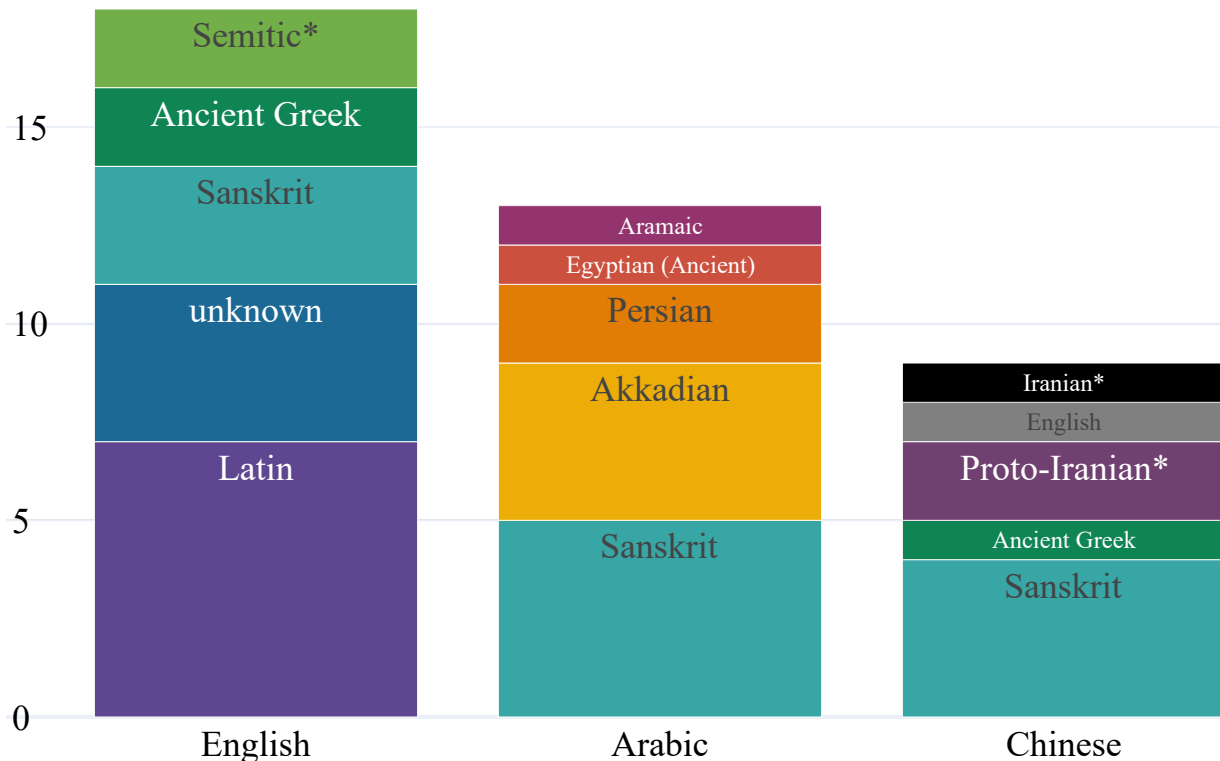 Semitic*
Ancient Greek
15
Sanskrit
Aramaic
Egyptian (Ancient)
unknown
Persian
10
Akkadian
Iranian*
English
Latin
Proto-Iranian*
5
Sanskrit
Ancient Greek
Sanskrit
0
English
Arabic
Chinese